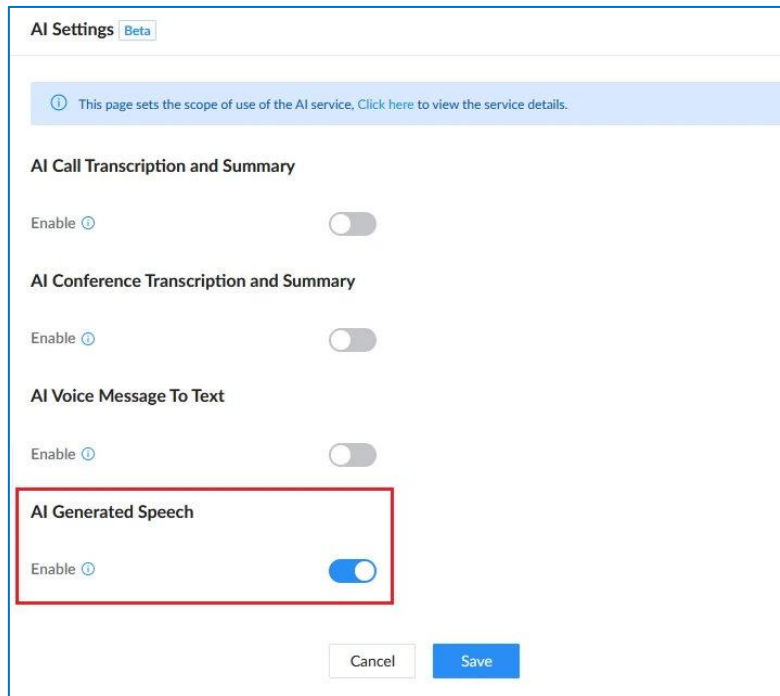 AI Settings Beta
This page sets the scope of use of the AI service, Click here to view the service details.
AI Call Transcription and Summary
Enable
AI Conference Transcription and Summary
Enable
AI Voice Message To Text
Enable
AI Generated Speech
Enable
Cancel Save